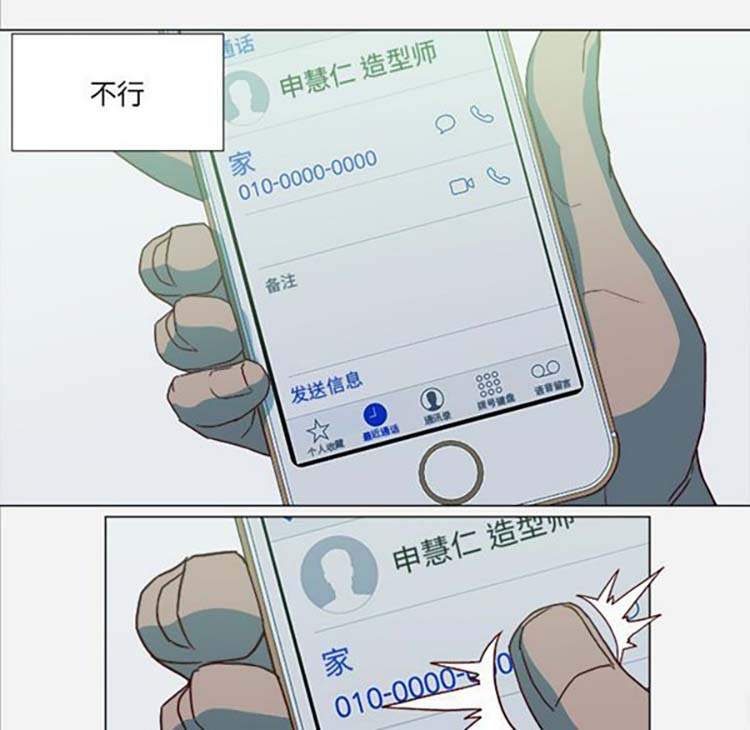 不行
通话
申慧仁 造型师
家
010-0000-0000
备注
发送信息
个人收藏
最近通话
通讯录
拨号键盘
语音留言
申慧仁 造型师
家
010-0000-0